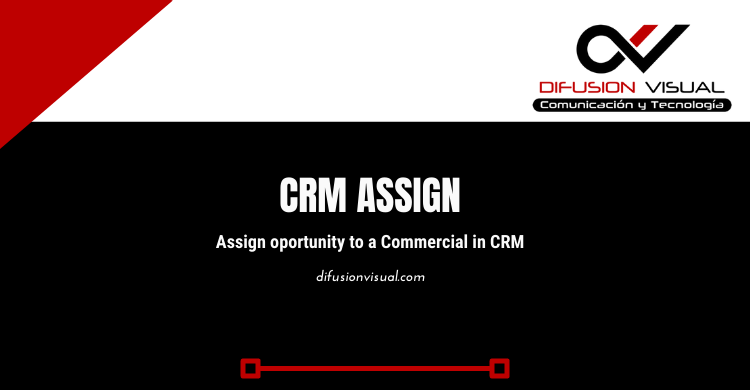 DIFUSION VISUAL
Comunicación y Tecnología
CRM ASSIGN
Assign oportunity to a Commercial in CRM
difusionvisual.com